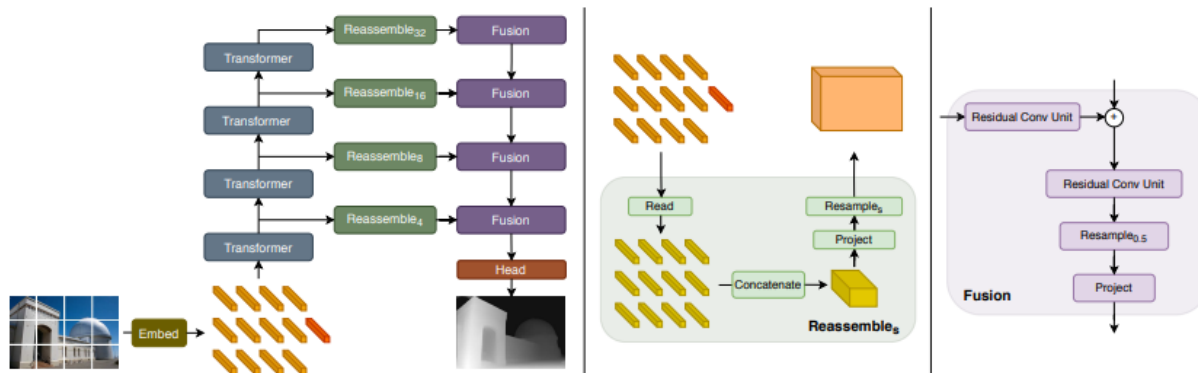 Reassemble32
Fusion
Transformer
Reassemble16
Fusion
Transformer
Reassemble8
Fusion
Transformer
Reassemble4
Fusion
Transformer
Head
Embed
Read
Resamples
Project
Concatenate
Reassembles
Residual Conv Unit
+
Residual Conv Unit
Resample0.5
Project
Fusion